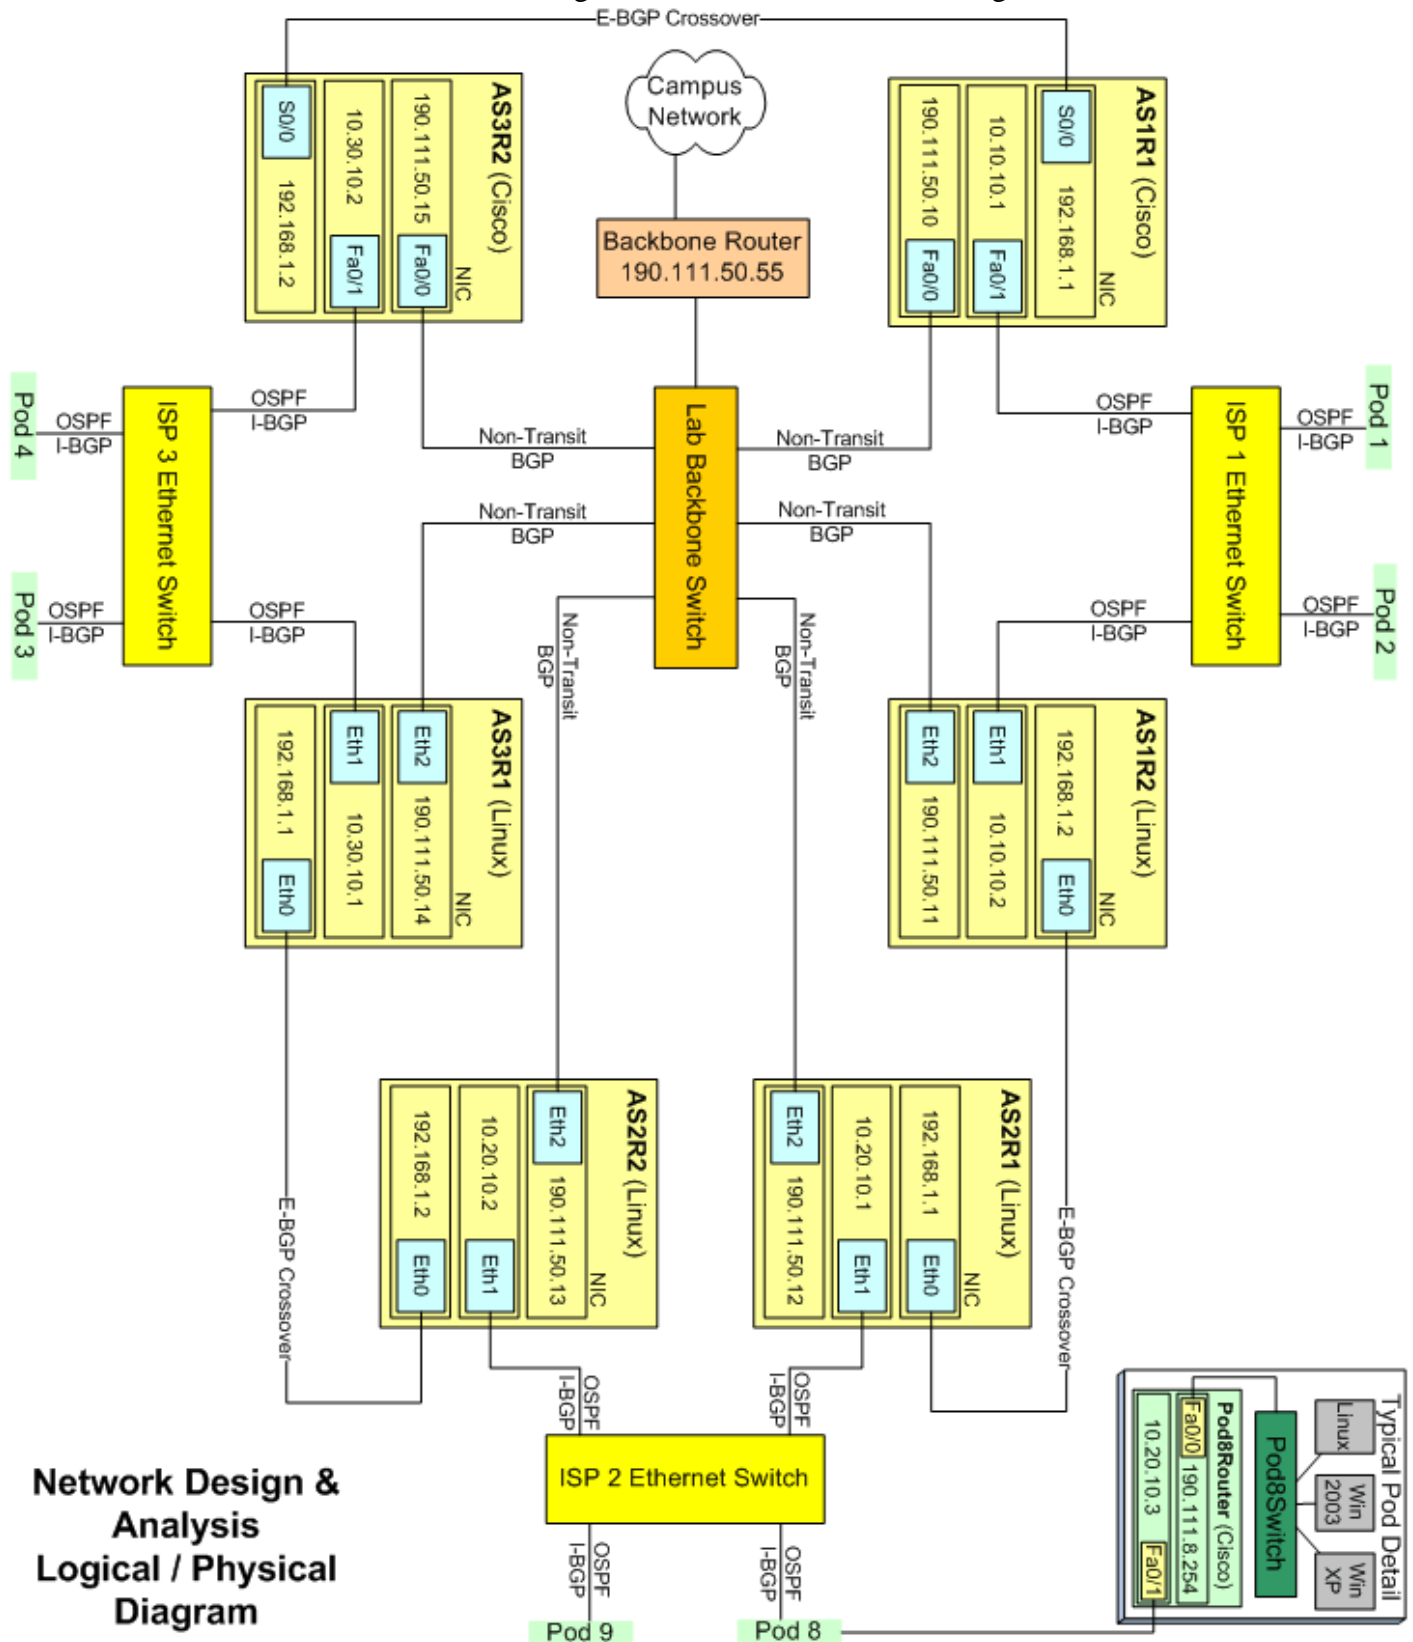 E-BGP Crossover
Campus
Network
Backbone Router
190.111.50.55
AS3R2 (Cisco)
NIC
190.111.50.15
Fa0/0
10.30.10.2
Fa0/1
S0/0
192.168.1.2
AS1R1 (Cisco)
NIC
S0/0
192.168.1.1
10.10.10.1
Fa0/1
190.111.50.10
Fa0/0
Pod 4
OSPF
I-BGP
ISP 3 Ethernet Switch
OSPF
I-BGP
Non-Transit
BGP
Lab Backbone Switch
Non-Transit
BGP
OSPF
I-BGP
ISP 1 Ethernet Switch
OSPF
I-BGP
Pod 1
Non-Transit
BGP
Non-Transit
BGP
Pod 3
OSPF
I-BGP
OSPF
I-BGP
Non-Transit
BGP
Non-Transit
BGP
OSPF
I-BGP
OSPF
I-BGP
Pod 2
AS3R1 (Linux)
NIC
Eth2
190.111.50.14
Eth1
10.30.10.1
192.168.1.1
Eth0
AS1R2 (Linux)
NIC
192.168.1.2
Eth0
Eth1
10.10.10.2
Eth2
190.111.50.11
AS2R2 (Linux)
NIC
Eth2
190.111.50.13
10.20.10.2
Eth1
192.168.1.2
Eth0
AS2R1 (Linux)
NIC
192.168.1.1
Eth0
10.20.10.1
Eth1
Eth2
190.111.50.12
E-BGP Crossover
E-BGP Crossover
OSPF
I-BGP
OSPF
I-BGP
ISP 2 Ethernet Switch
OSPF
I-BGP
OSPF
I-BGP
Pod 9
Pod 8
Typical Pod Detail
Linux
Win
2003
Win
XP
Pod8Switch
Pod8Router (Cisco)
Fa0/0
190.111.8.254
10.20.10.3
Fa0/1
Network Design &
Analysis
Logical / Physical
Diagram